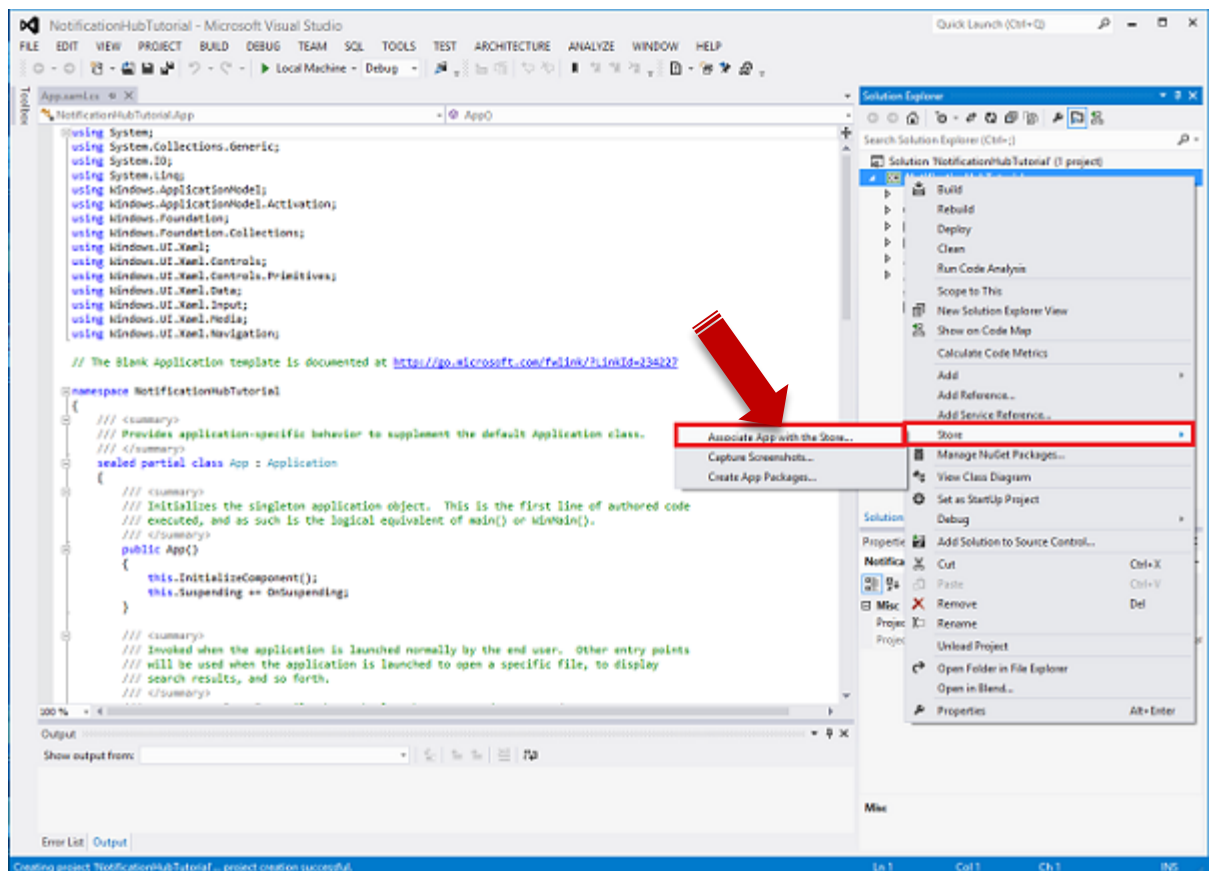 NotificationHubTutorial - Microsoft Visual Studio
Quick Launch (Ctrl+Q)
FILE EDIT VIEW PROJECT BUILD DEBUG TEAM SQL TOOLS TEST ARCHITECTURE ANALYZE WINDOW HELP
Local Machine Debug
Toolbox
App.xaml.cs
NotificationHubTutorial.App
App()
using System;
using System.Collections.Generic;
using System.IO;
using System.Linq;
using Windows.ApplicationModel;
using Windows.ApplicationModel.Activation;
using Windows.Foundation;
using Windows.Foundation.Collections;
using Windows.UI.Xaml;
using Windows.UI.Xaml.Controls;
using Windows.UI.Xaml.Controls.Primitives;
using Windows.UI.Xaml.Data;
using Windows.UI.Xaml.Input;
using Windows.UI.Xaml.Media;
using Windows.UI.Xaml.Navigation;
// The Blank Application template is documented at http://go.microsoft.com/fwlink/?LinkId=234227
namespace NotificationHubTutorial
{
/// <summary>
/// Provides application-specific behavior to supplement the default Application class.
/// </summary>
sealed partial class App : Application
{
/// <summary>
/// Initializes the singleton application object.  This is the first line of authored code
/// executed, and as such is the logical equivalent of main() or WinMain().
/// </summary>
public App()
{
this.InitializeComponent();
this.Suspending += OnSuspending;
}
/// <summary>
/// Invoked when the application is launched normally by the end user.  Other entry points
/// will be used when the application is launched to open a specific file, to display
/// search results, and so forth.
/// </summary>
100 %
Output
Show output from:
Error List Output
Solution Explorer
Search Solution Explorer (Ctrl+;)
Solution 'NotificationHubTutorial' (1 project)
Build
Rebuild
Deploy
Clean
Run Code Analysis
Scope to This
New Solution Explorer View
Show on Code Map
Calculate Code Metrics
Add
Add Reference...
Add Service Reference...
Store
Manage NuGet Packages...
View Class Diagram
Set as StartUp Project
Debug
Add Solution to Source Control...
Cut Ctrl+X
Paste Ctrl+V
Remove Del
Rename
Unload Project
Open Folder in File Explorer
Open in Blend...
Properties Alt+Enter
Associate App with the Store...
Capture Screenshots...
Create App Packages...
Solution
Propertie
Notifica
Misc
Projec
Projec
Misc
Creating project 'NotificationHubTutorial'... project creation successful.
Ln 1 Col 1 Ch 1 INS